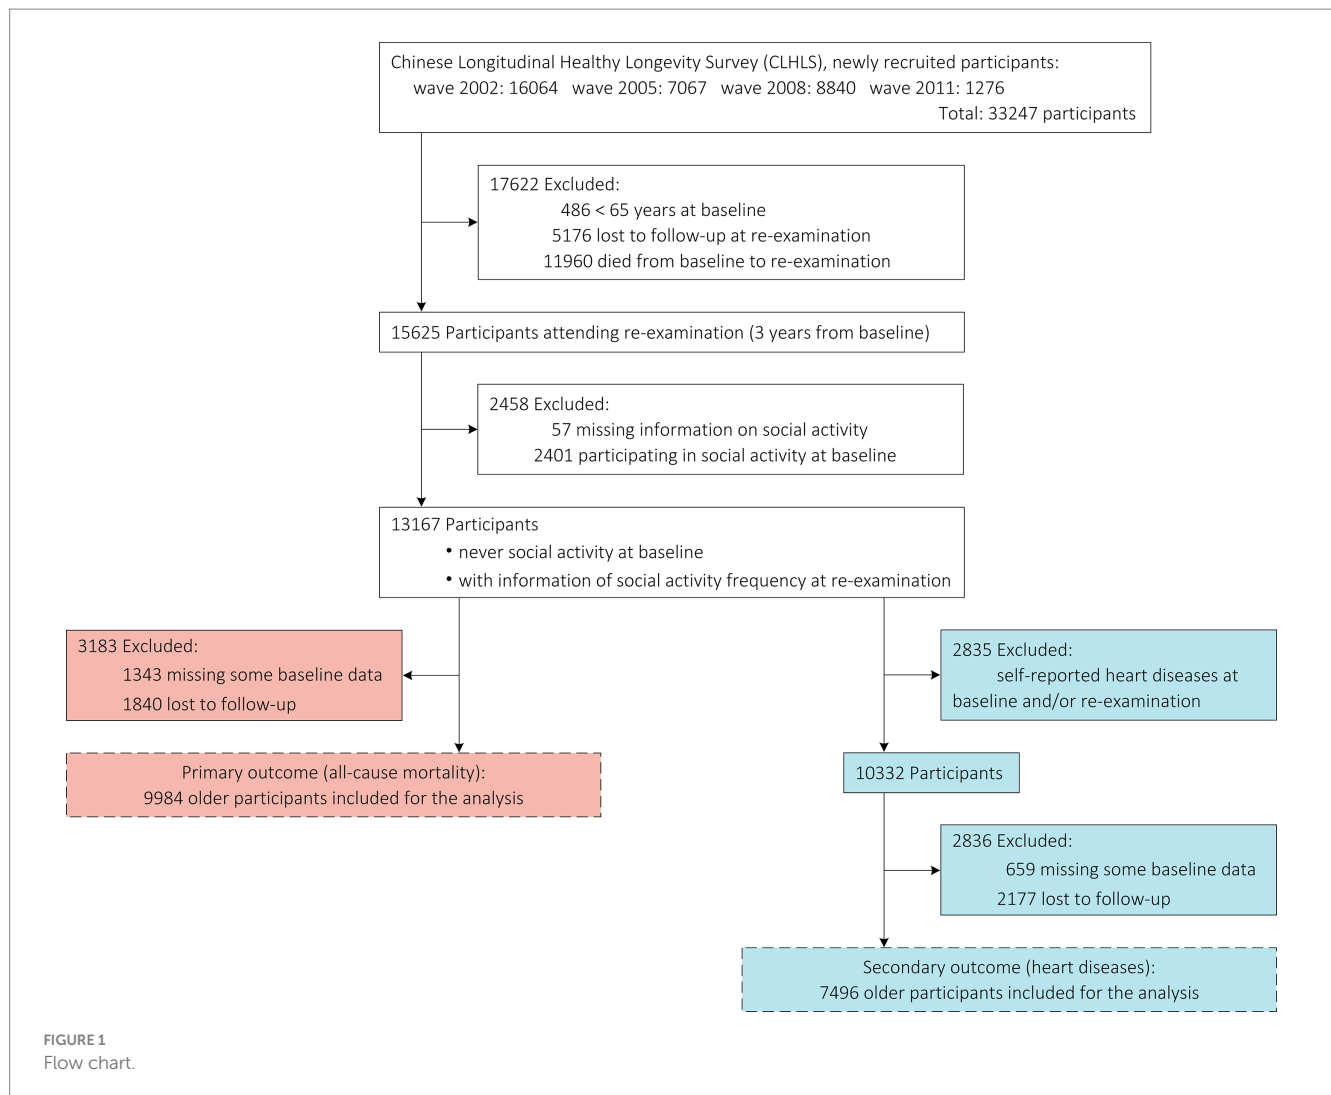 Chinese Longitudinal Healthy Longevity Survey (CLHLS), newly recruited participants:
wave 2002: 16064   wave 2005: 7067   wave 2008: 8840   wave 2011: 1276
Total: 33247 participants
17622 Excluded:
486 < 65 years at baseline
5176 lost to follow-up at re-examination
11960 died from baseline to re-examination
15625 Participants attending re-examination (3 years from baseline)
2458 Excluded:
57 missing information on social activity
2401 participating in social activity at baseline
13167 Participants
• never social activity at baseline
• with information of social activity frequency at re-examination
3183 Excluded:
1343 missing some baseline data
1840 lost to follow-up
Primary outcome (all-cause mortality):
9984 older participants included for the analysis
2835 Excluded:
self-reported heart diseases at
baseline and/or re-examination
10332 Participants
2836 Excluded:
659 missing some baseline data
2177 lost to follow-up
Secondary outcome (heart diseases):
7496 older participants included for the analysis
FIGURE 1
Flow chart.